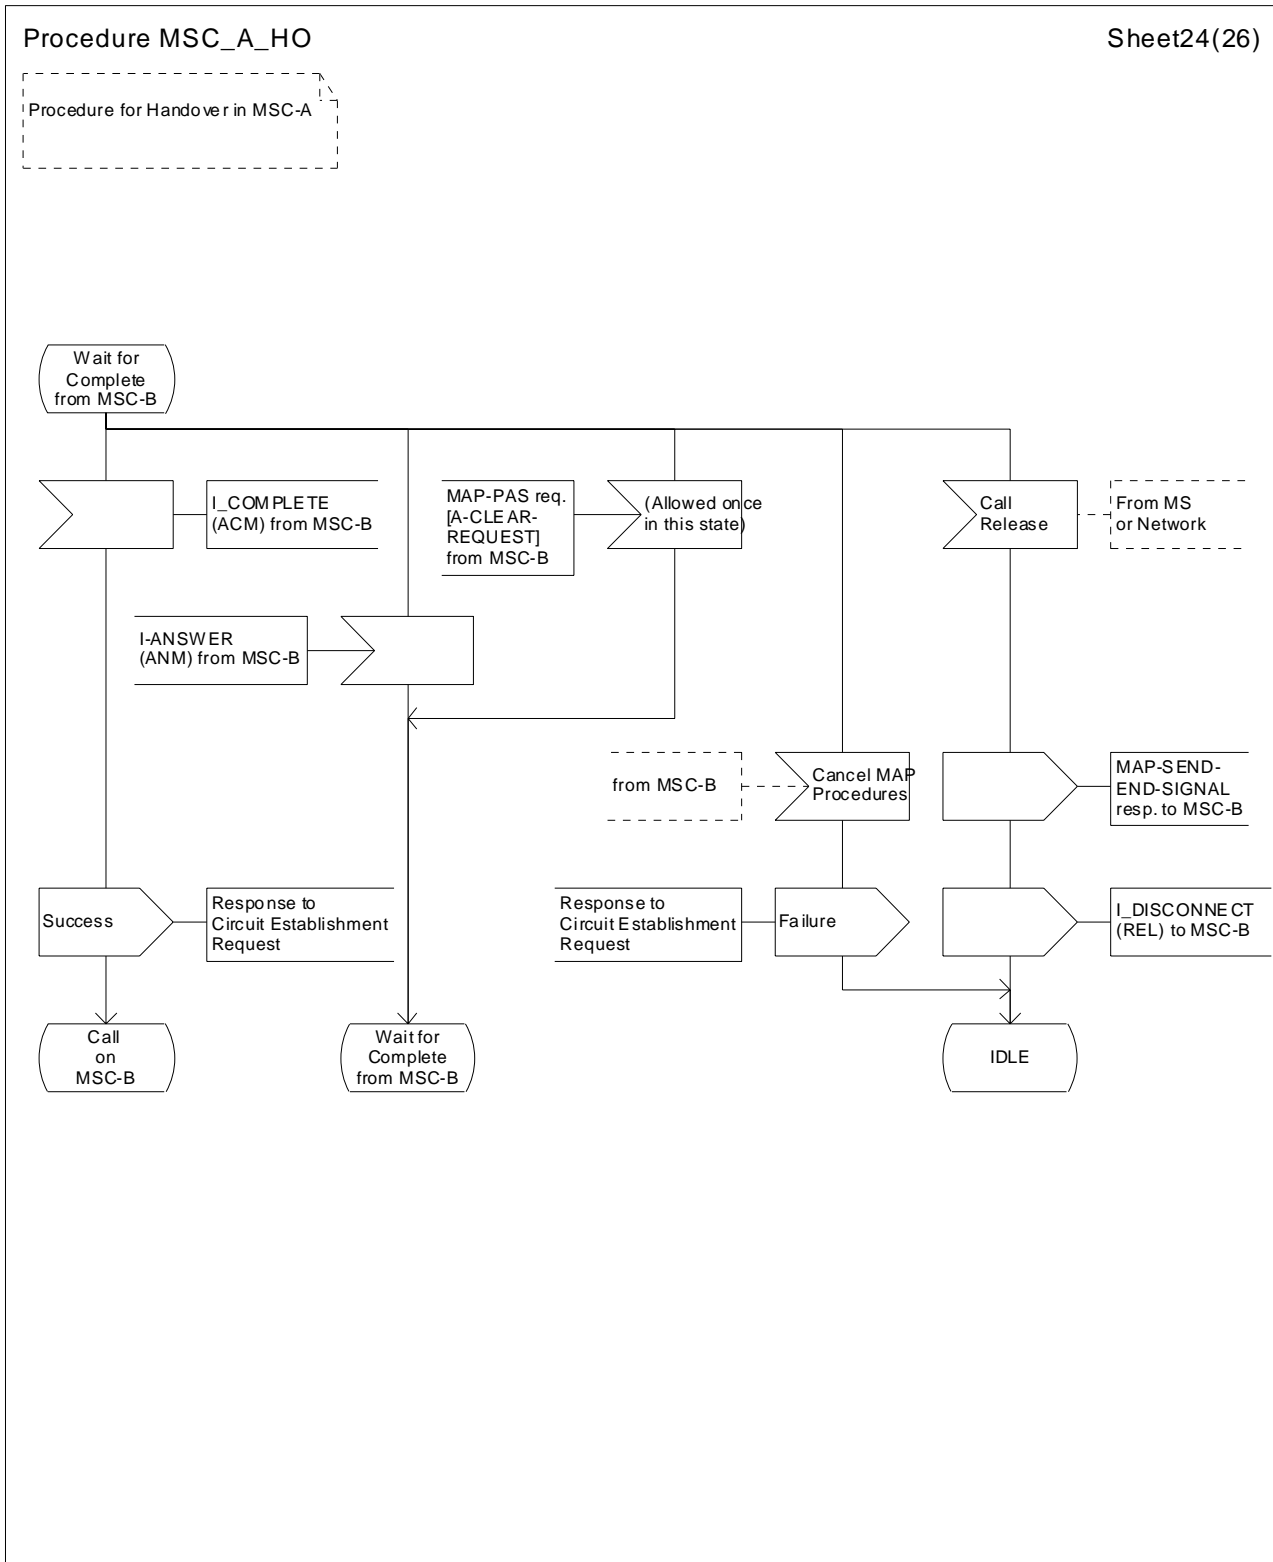 Procedure MSC_A_HO
Sheet24(26)
Procedure for Handover in MSC-A
Wait for
Complete
from MSC-B
I_COMPLETE
(ACM) from MSC-B
MAP-PAS req.
[A-CLEAR-
REQUEST]
from MSC-B
(Allowed once
in this state)
Call
Release
From MS
or Network
I-ANSWER
(ANM) from MSC-B
from MSC-B
Cancel MAP
Procedures
MAP-SEND-
END-SIGNAL
resp. to MSC-B
Success
Response to
Circuit Establishment
Request
Response to
Circuit Establishment
Request
Failure
I_DISCONNECT
(REL) to MSC-B
Call
on
MSC-B
Wait for
Complete
from MSC-B
IDLE